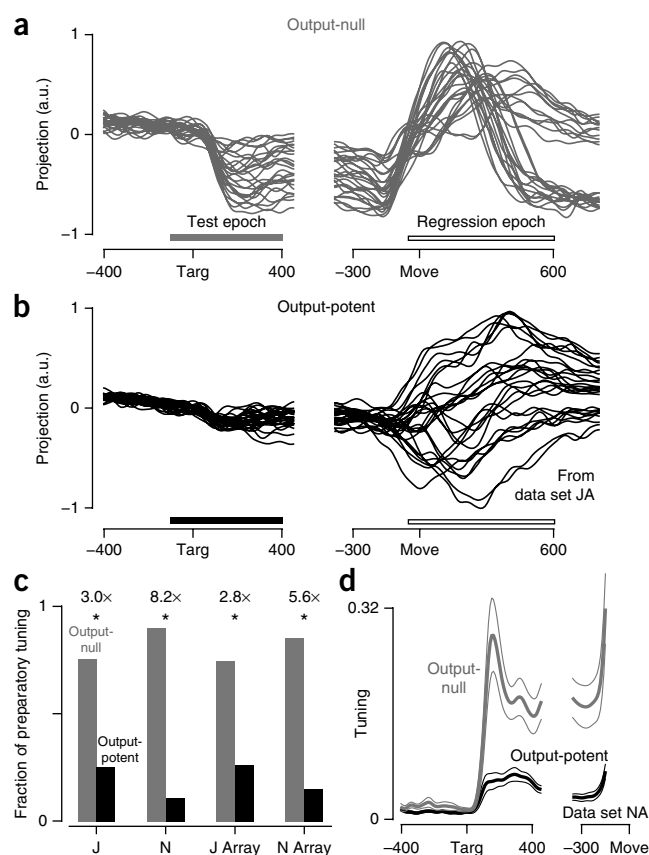 a
Output-null
1
Projection (a.u.)
0
−1
Test epoch
Regression epoch
−400
Targ
400
−300
Move
600
b
Output-potent
1
Projection (a.u.)
0
−1
From
data set JA
−400
Targ
400
−300
Move
600
c
3.0×
8.2×
2.8×
5.6×
*
*
*
*
1
Fraction of preparatory tuning
0
Output-
null
Output-
potent
J
N
J Array
N Array
d
0.32
Tuning
0
Output-
null
Output-potent
Data set NA
−400
Targ
400
−300
Move